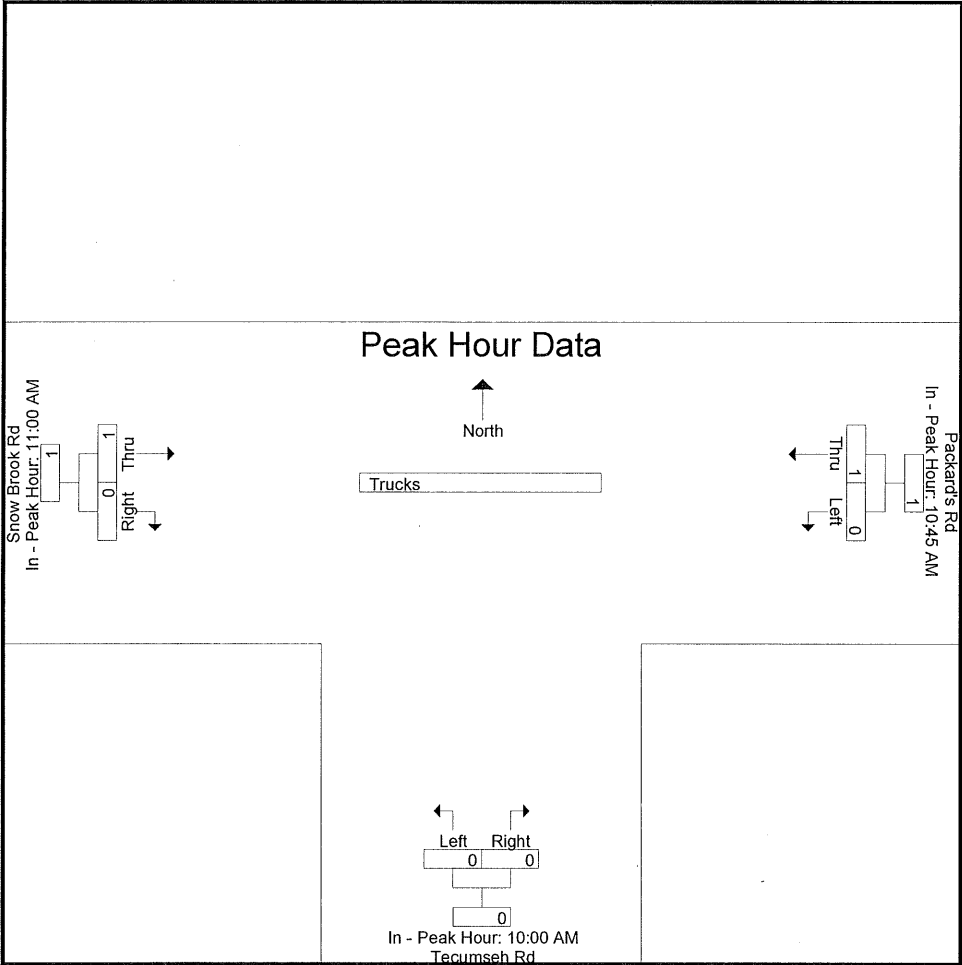 Peak Hour Data
North
Trucks
Snow Brook Rd
In - Peak Hour: 11:00 AM
1
1
0
Thru
Right
Packard's Rd
In - Peak Hour: 10:45 AM
1
1
0
Thru
Left
Left Right
0 0
0
In - Peak Hour: 10:00 AM
Tecumseh Rd